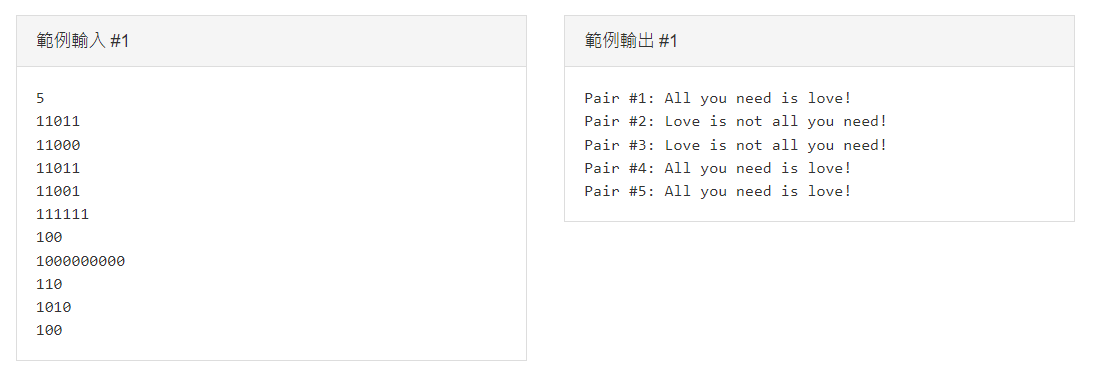 範例輸入 #1
5
11011
11000
11011
11001
111111
100
1000000000
110
1010
100
範例輸出 #1
Pair #1: All you need is love!
Pair #2: Love is not all you need!
Pair #3: Love is not all you need!
Pair #4: All you need is love!
Pair #5: All you need is love!